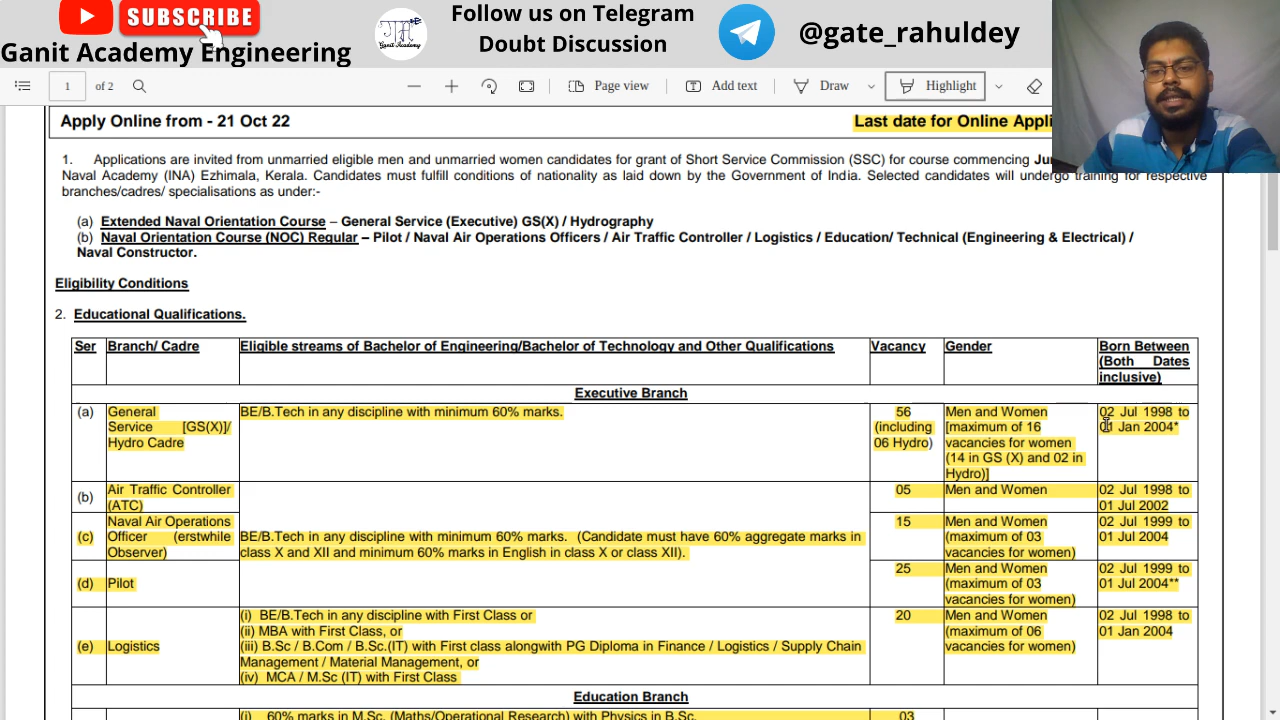 SUBSCRIBE
Ganit Academy Engineering
Ganit Academy
Follow us on Telegram
Doubt Discussion
@gate_rahuldey
1 of 2
Page view
Add text
Draw
Highlight
Apply Online from - 21 Oct 22
Last date for Online Appli
1. Applications are invited from unmarried eligible men and unmarried women candidates for grant of Short Service Commission (SSC) for course commencing
Naval Academy (INA) Ezhimala, Kerala. Candidates must fulfill conditions of nationality as laid down by the Government of India. Selected candidates will undergo training for respective
branches/cadres/ specialisations as under:-
(a) Extended Naval Orientation Course – General Service (Executive) GS(X) / Hydrography
(b) Naval Orientation Course (NOC) Regular – Pilot / Naval Air Operations Officers / Air Traffic Controller / Logistics / Education/ Technical (Engineering & Electrical) /
Naval Constructor.
Eligibility Conditions
2. Educational Qualifications.
Ser
Branch/ Cadre
Eligible streams of Bachelor of Engineering/Bachelor of Technology and Other Qualifications
Vacancy
Gender
Born Between
(Both Dates
inclusive)
Executive Branch
(a)
General
Service [GS(X)]/
Hydro Cadre
BE/B.Tech in any discipline with minimum 60% marks.
56
(including
06 Hydro)
Men and Women
[maximum of 16
vacancies for women
(14 in GS (X) and 02 in
Hydro)]
02 Jul 1998 to
01 Jan 2004*
(b)
Air Traffic Controller
(ATC)
05
Men and Women
02 Jul 1998 to
01 Jul 2002
(c)
Naval Air Operations
Officer (erstwhile
Observer)
BE/B.Tech in any discipline with minimum 60% marks. (Candidate must have 60% aggregate marks in
class X and XII and minimum 60% marks in English in class X or class XII).
15
Men and Women
(maximum of 03
vacancies for women)
02 Jul 1999 to
01 Jul 2004
(d)
Pilot
25
Men and Women
(maximum of 03
vacancies for women)
02 Jul 1999 to
01 Jul 2004**
(e)
Logistics
(i) BE/B.Tech in any discipline with First Class or
(ii) MBA with First Class, or
(iii) B.Sc / B.Com / B.Sc.(IT) with First class alongwith PG Diploma in Finance / Logistics / Supply Chain
Management / Material Management, or
(iv) MCA / M.Sc (IT) with First Class
20
Men and Women
(maximum of 06
vacancies for women)
02 Jul 1998 to
01 Jan 2004
Education Branch
(i) 60% marks in M.Sc. (Maths/Operational Research) with Physics in B.Sc.
03